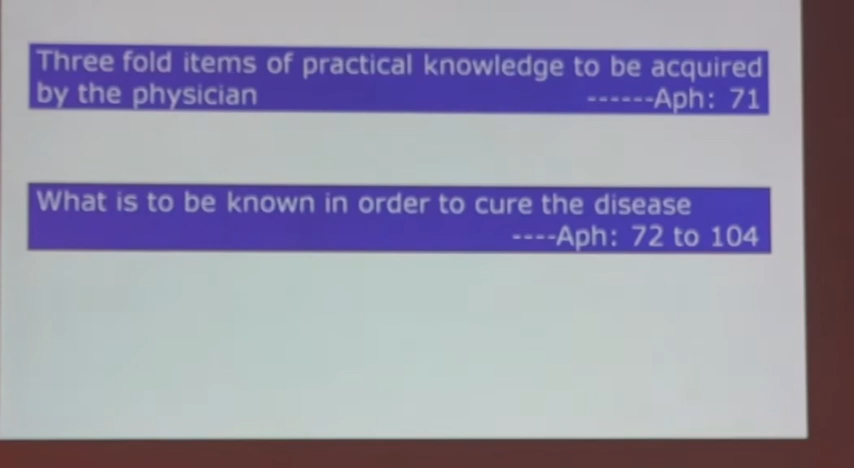 Three fold items of practical knowledge to be acquired
by the physician ------Aph: 71
What is to be known in order to cure the disease
----Aph: 72 to 104